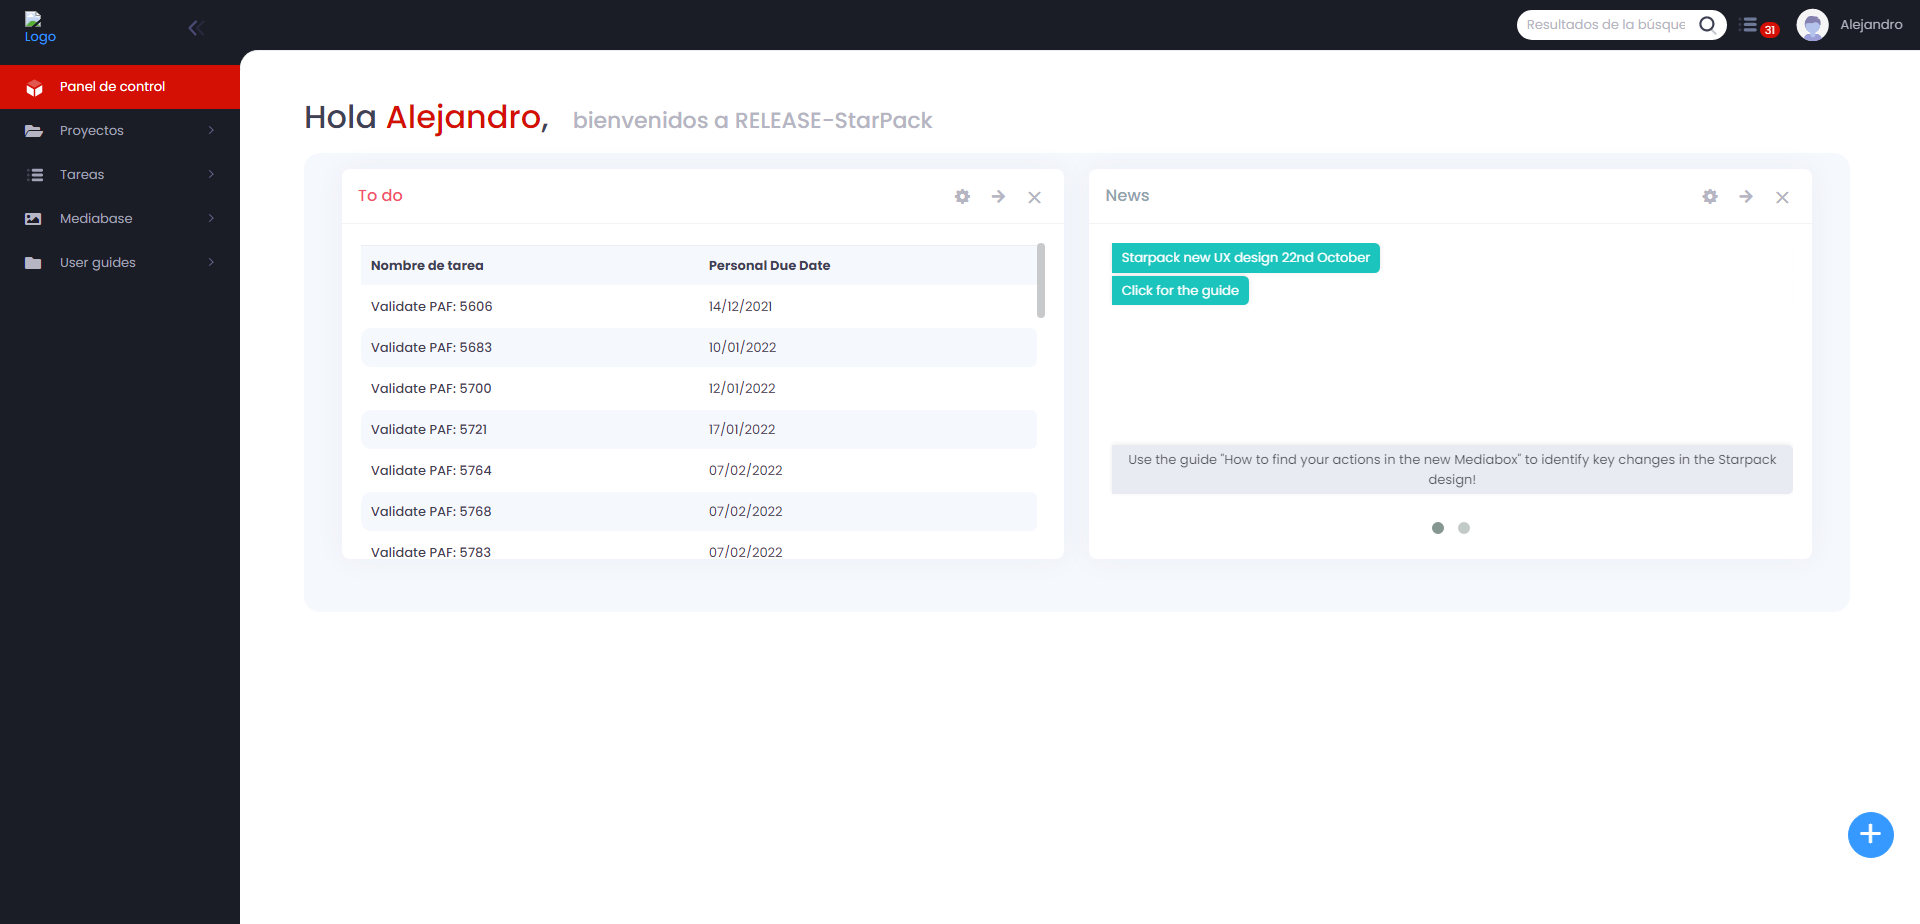 Logo
Resultados de la búsque
31
Alejandro
Panel de control
Proyectos
Tareas
Mediabase
User guides
Hola Alejandro, bienvenidos a RELEASE-StarPack
To do
Nombre de tarea Personal Due Date
Validate PAF: 5606 14/12/2021
Validate PAF: 5683 10/01/2022
Validate PAF: 5700 12/01/2022
Validate PAF: 5721 17/01/2022
Validate PAF: 5764 07/02/2022
Validate PAF: 5768 07/02/2022
Validate PAF: 5783 07/02/2022
News
Starpack new UX design 22nd October
Click for the guide
Use the guide "How to find your actions in the new Mediabox" to identify key changes in the Starpack
design!